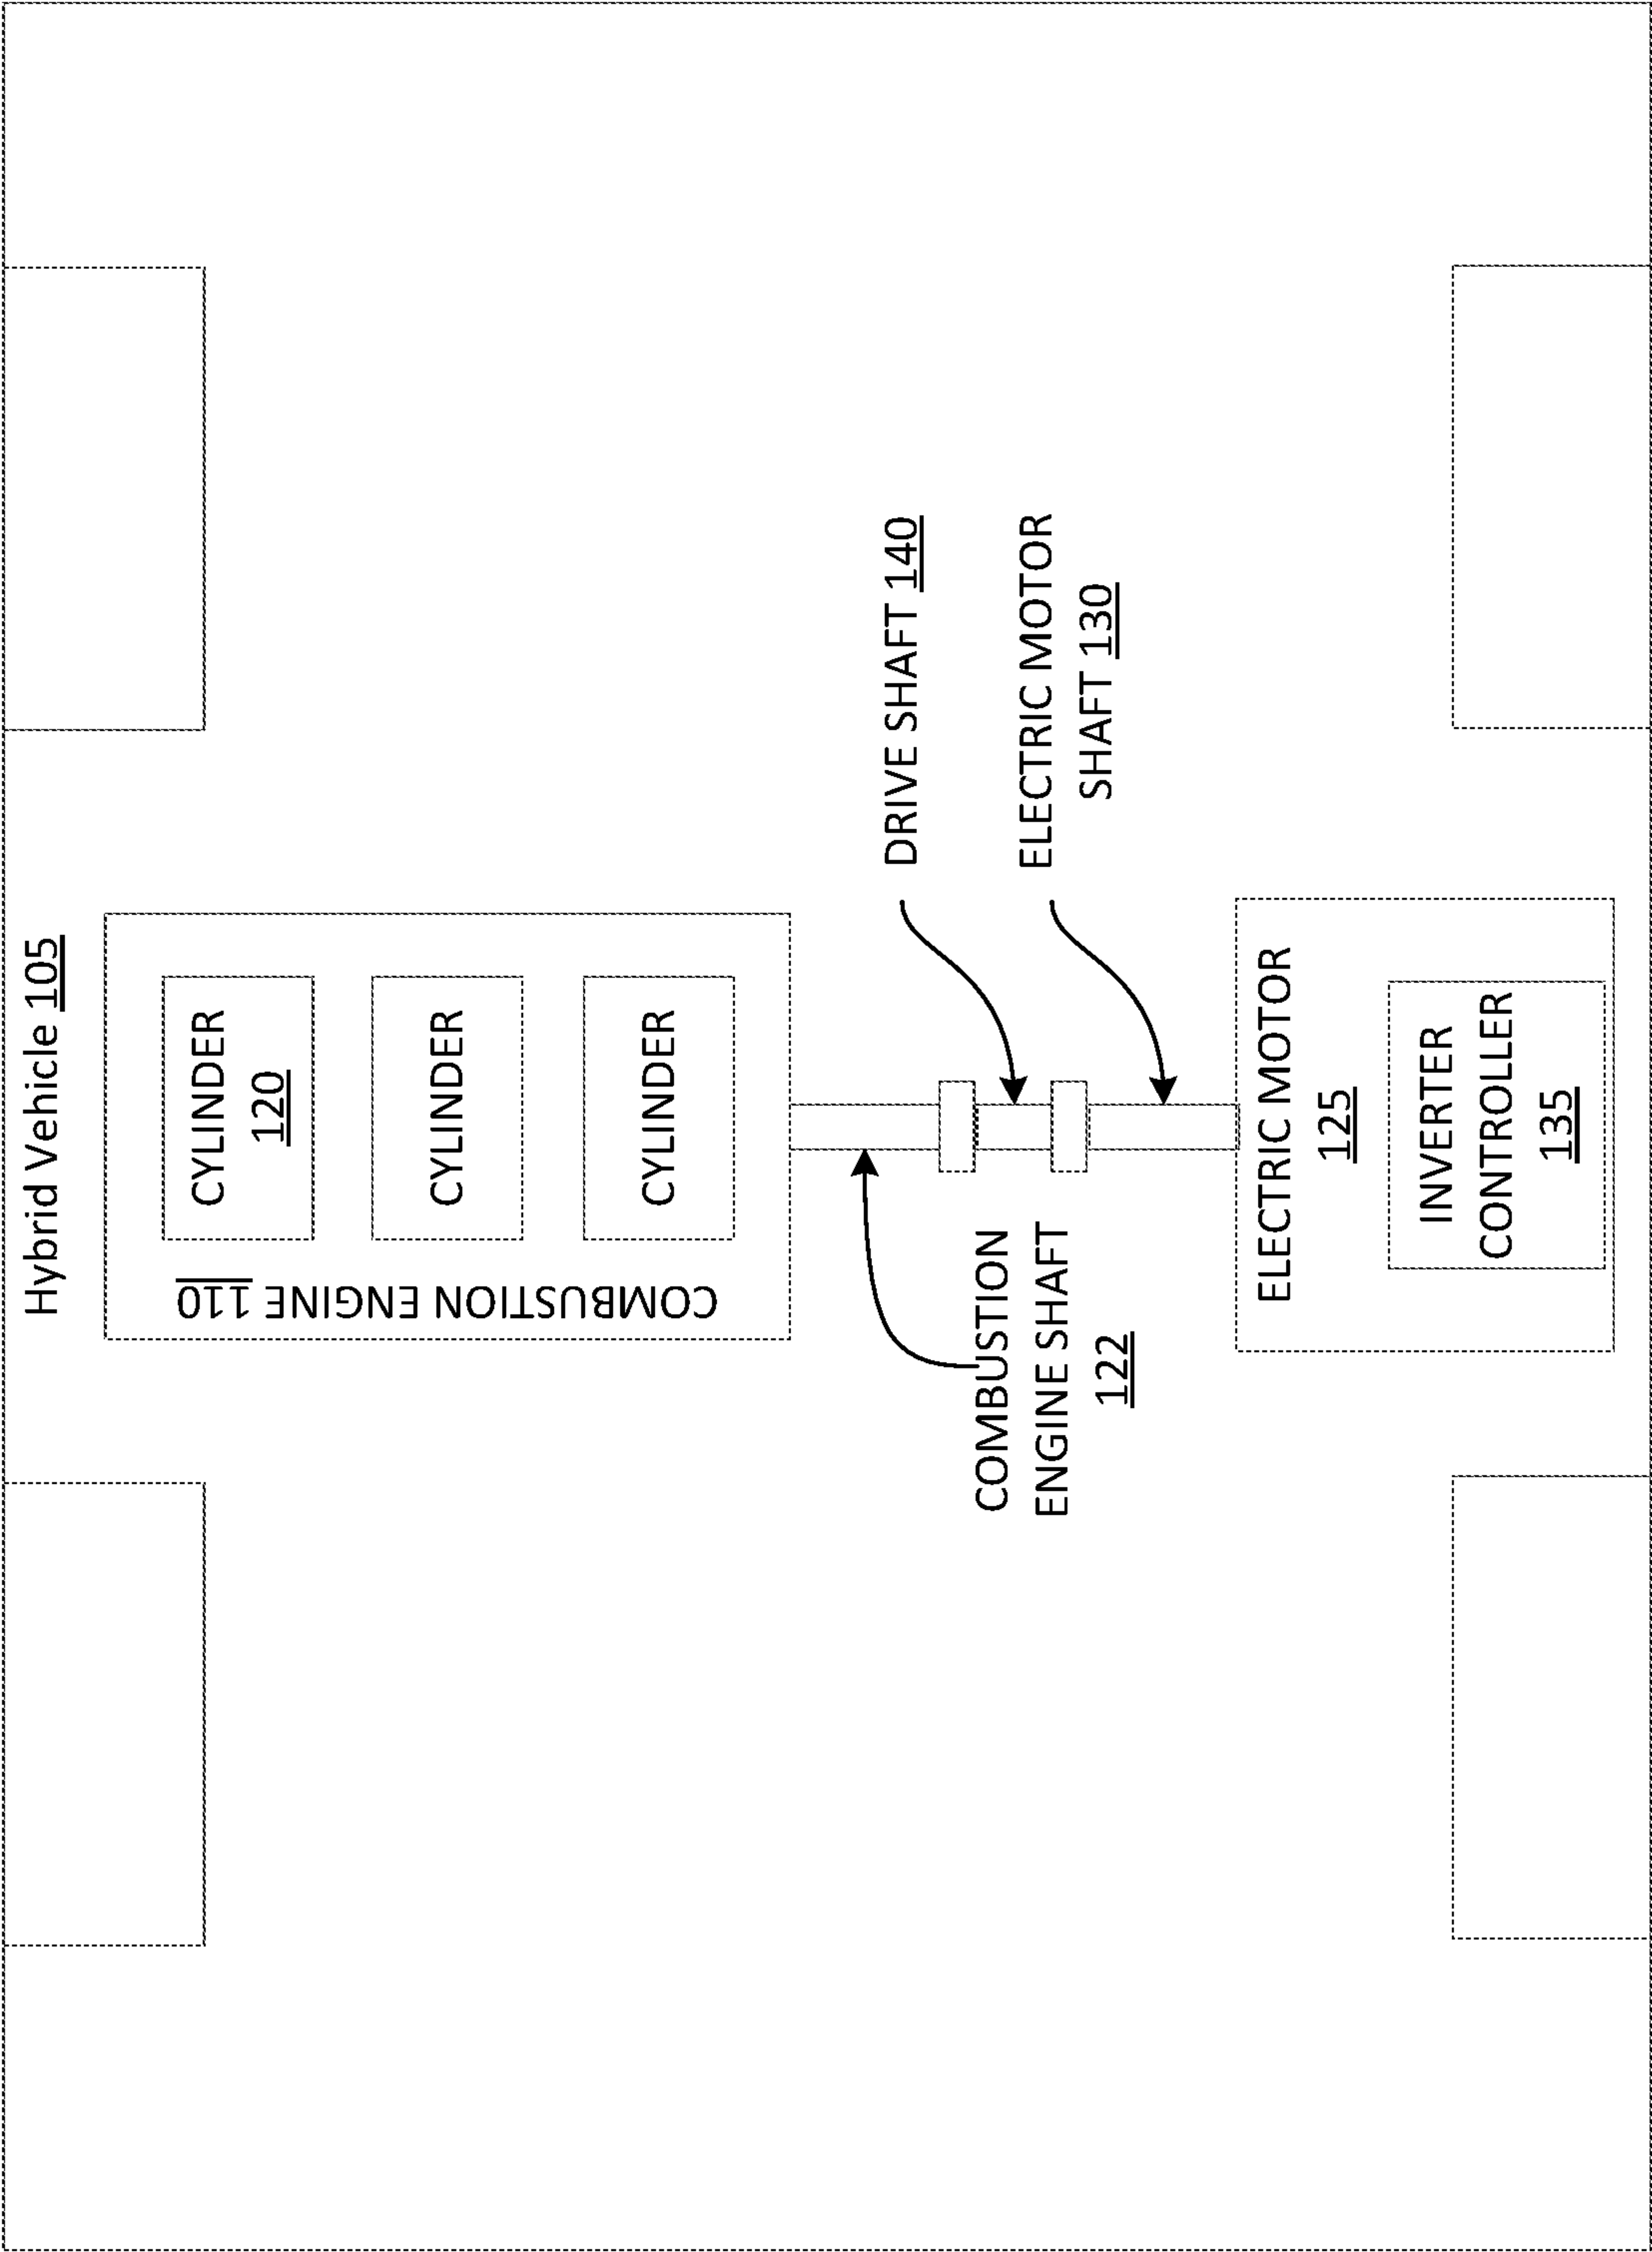 Hybrid Vehicle 105
COMBUSTION ENGINE 110
CYLINDER
120
CYLINDER
CYLINDER
DRIVE SHAFT 140
COMBUSTION
ENGINE SHAFT
122
ELECTRIC MOTOR
SHAFT 130
ELECTRIC MOTOR
125
INVERTER
CONTROLLER
135